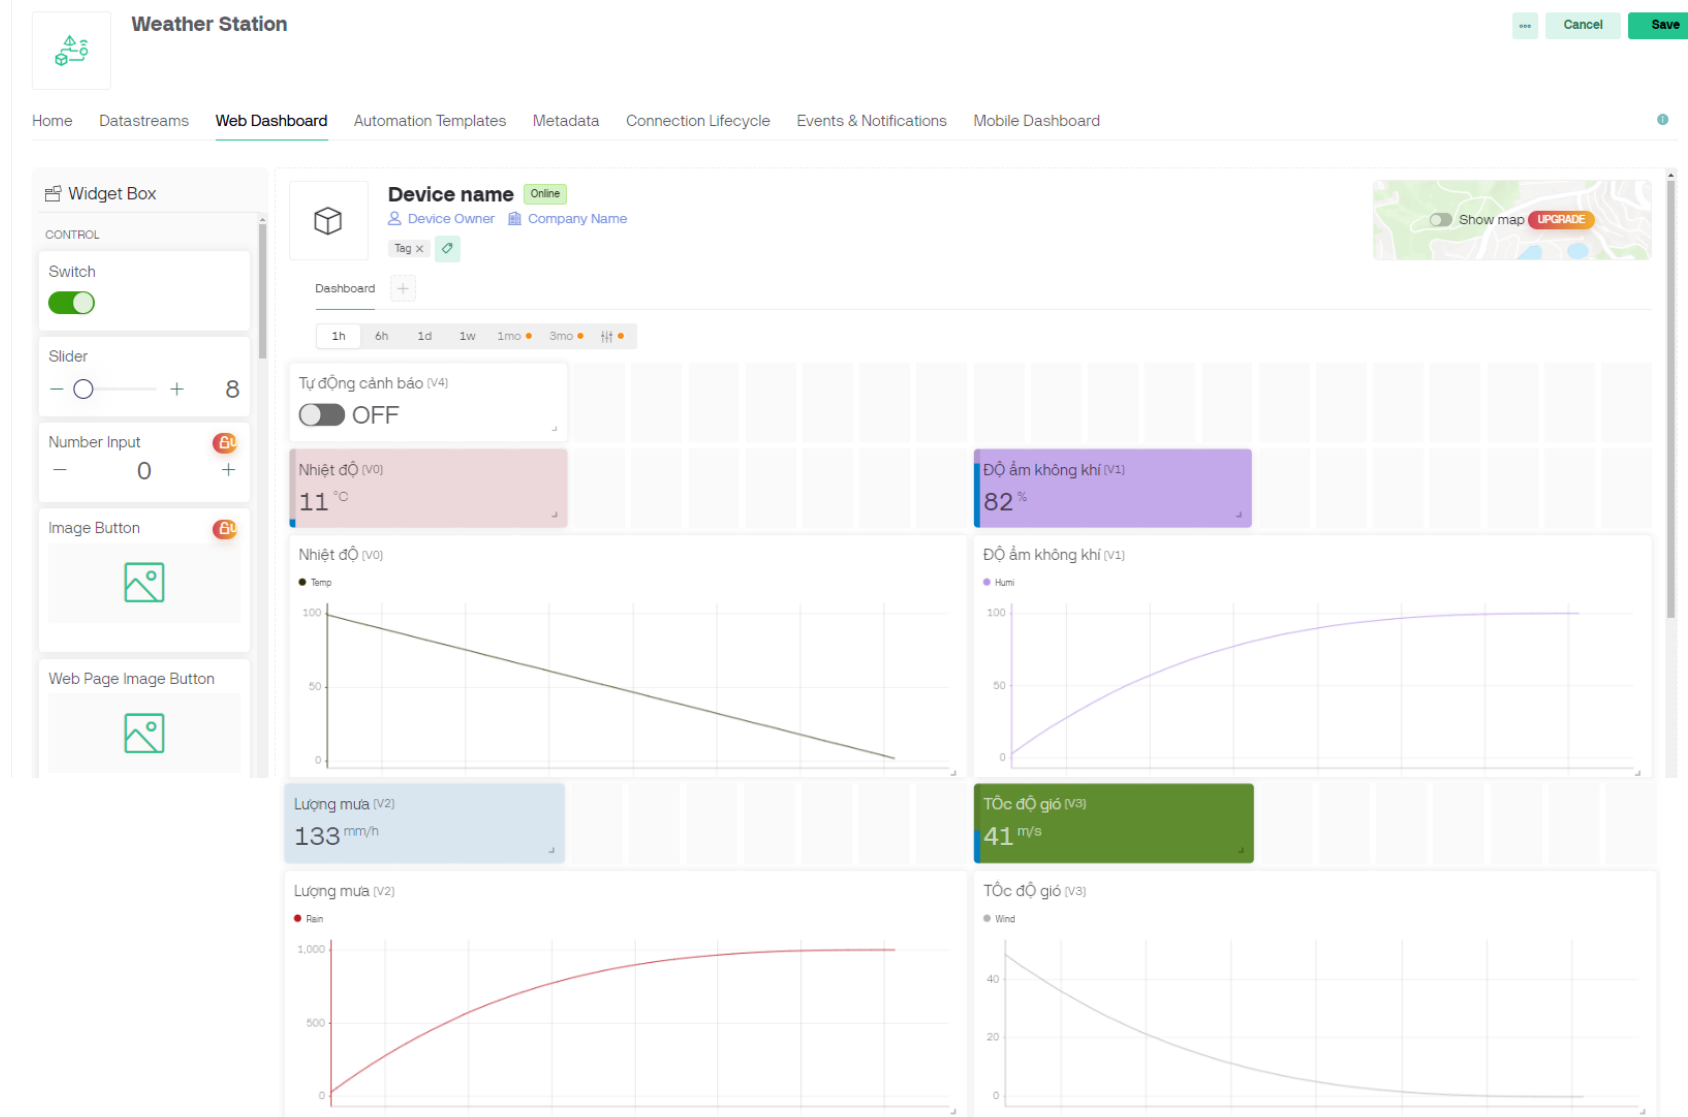 Weather Station
Cancel
Save
Home Datastreams Web Dashboard Automation Templates Metadata Connection Lifecycle Events & Notifications Mobile Dashboard
Widget Box
CONTROL
Switch
Slider
8
Number Input
0
Image Button
Web Page Image Button
Device name Online
Device Owner Company Name
Tag
Show map UPGRADE
Dashboard
1h 6h 1d 1w 1mo 3mo
Tự động cảnh báo (V4)
OFF
Nhiệt độ (V0)
11 °C
Độ ẩm không khí (V1)
82 %
Nhiệt độ (V0)
Temp
100
50
0
Độ ẩm không khí (V1)
Humi
100
50
0
Lượng mưa (V2)
133 mm/h
Tốc độ gió (V3)
41 m/s
Lượng mưa (V2)
Rain
1,000
500
0
Tốc độ gió (V3)
Wind
40
20
0